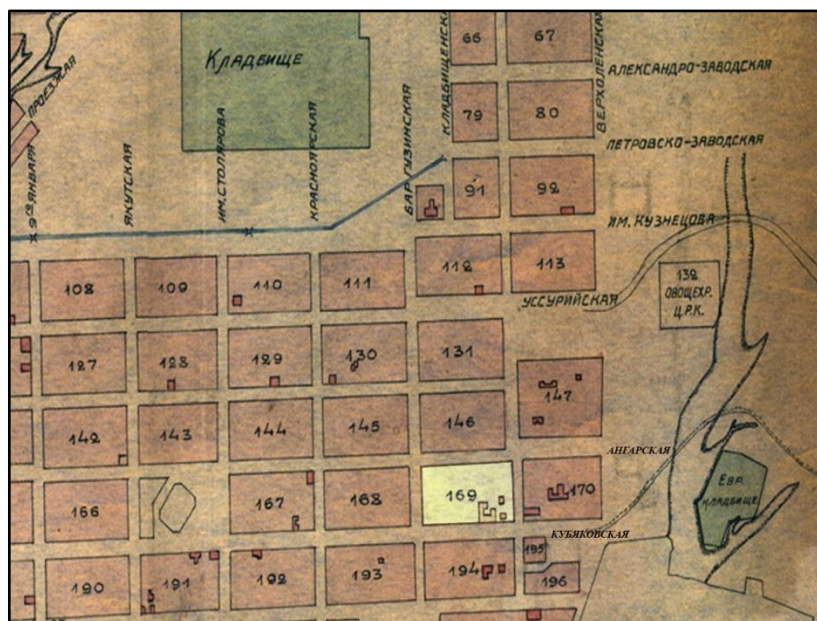 66 67
КЛАДБИЩЕ
АЛЕКСАНДРО-ЗАВОДСКАЯ
ПРОЕЗЖАЯ
КЛАДБИЩЕНСК
ВЕРХОЛЕНСКАЯ
79 80
ПЕТРОВСКО-ЗАВОДСКАЯ
9ГО ЯНВАРЯ
ЯКУТСКАЯ
ИМ. СТОЛЯРОВА
КРАСНОЯРСКАЯ
БАРГУЗИНСКАЯ
91 92
ИМ. КУЗНЕЦОВА
108 109 110 111 112 113
132
ОВОЩЕХР.
Ц.Р.К.
УССУРИЙСКАЯ
127 128 129 130 131
147
142 143 144 145 146
АНГАРСКАЯ
166 167 168 169 170
ЕВР.
КЛАДБИЩЕ
КУБЯКОВСКАЯ
195
190 191 192 193 194 196